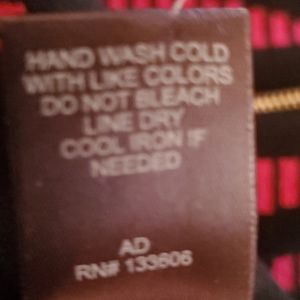 HAND WASH COLD
WITH LIKE COLORS
DO NOT BLEACH
LINE DRY
COOL IRON IF
NEEDED
AD
RN# 133606